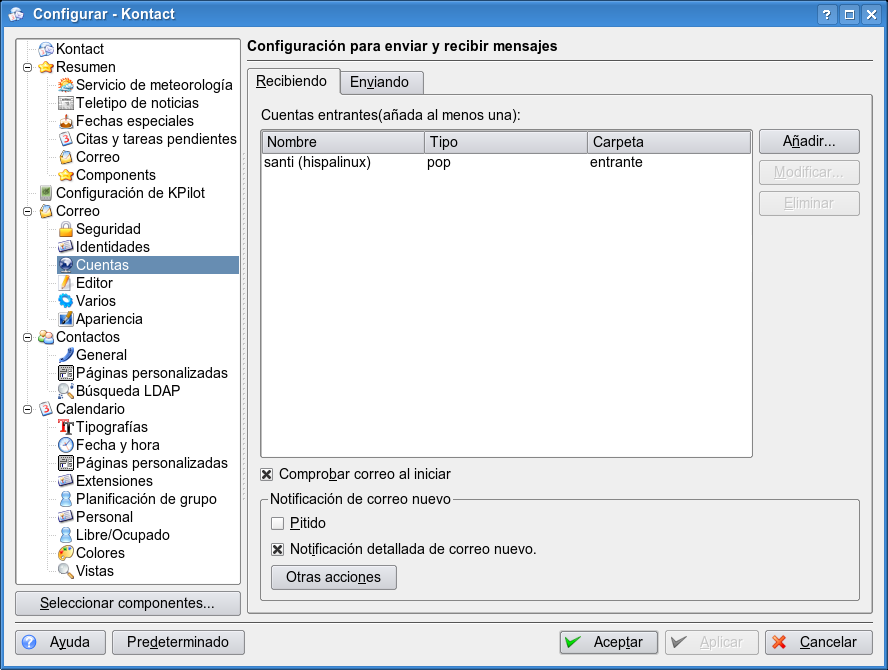 Configurar - Kontact
Kontact
Resumen
Servicio de meteorología
Teletipo de noticias
Fechas especiales
Citas y tareas pendientes
Correo
Components
Configuración de KPilot
Correo
Seguridad
Identidades
Cuentas
Editor
Varios
Apariencia
Contactos
General
Páginas personalizadas
Búsqueda LDAP
Calendario
Tipografías
Fecha y hora
Páginas personalizadas
Extensiones
Planificación de grupo
Personal
Libre/Ocupado
Colores
Vistas
Seleccionar componentes...
Configuración para enviar y recibir mensajes
Recibiendo Enviando
Cuentas entrantes(añada al menos una):
Nombre Tipo Carpeta
santi (hispalinux) pop entrante
Añadir...
Modificar...
Eliminar
Comprobar correo al iniciar
Notificación de correo nuevo
Pitido
Notificación detallada de correo nuevo.
Otras acciones
Ayuda Predeterminado Aceptar Aplicar Cancelar